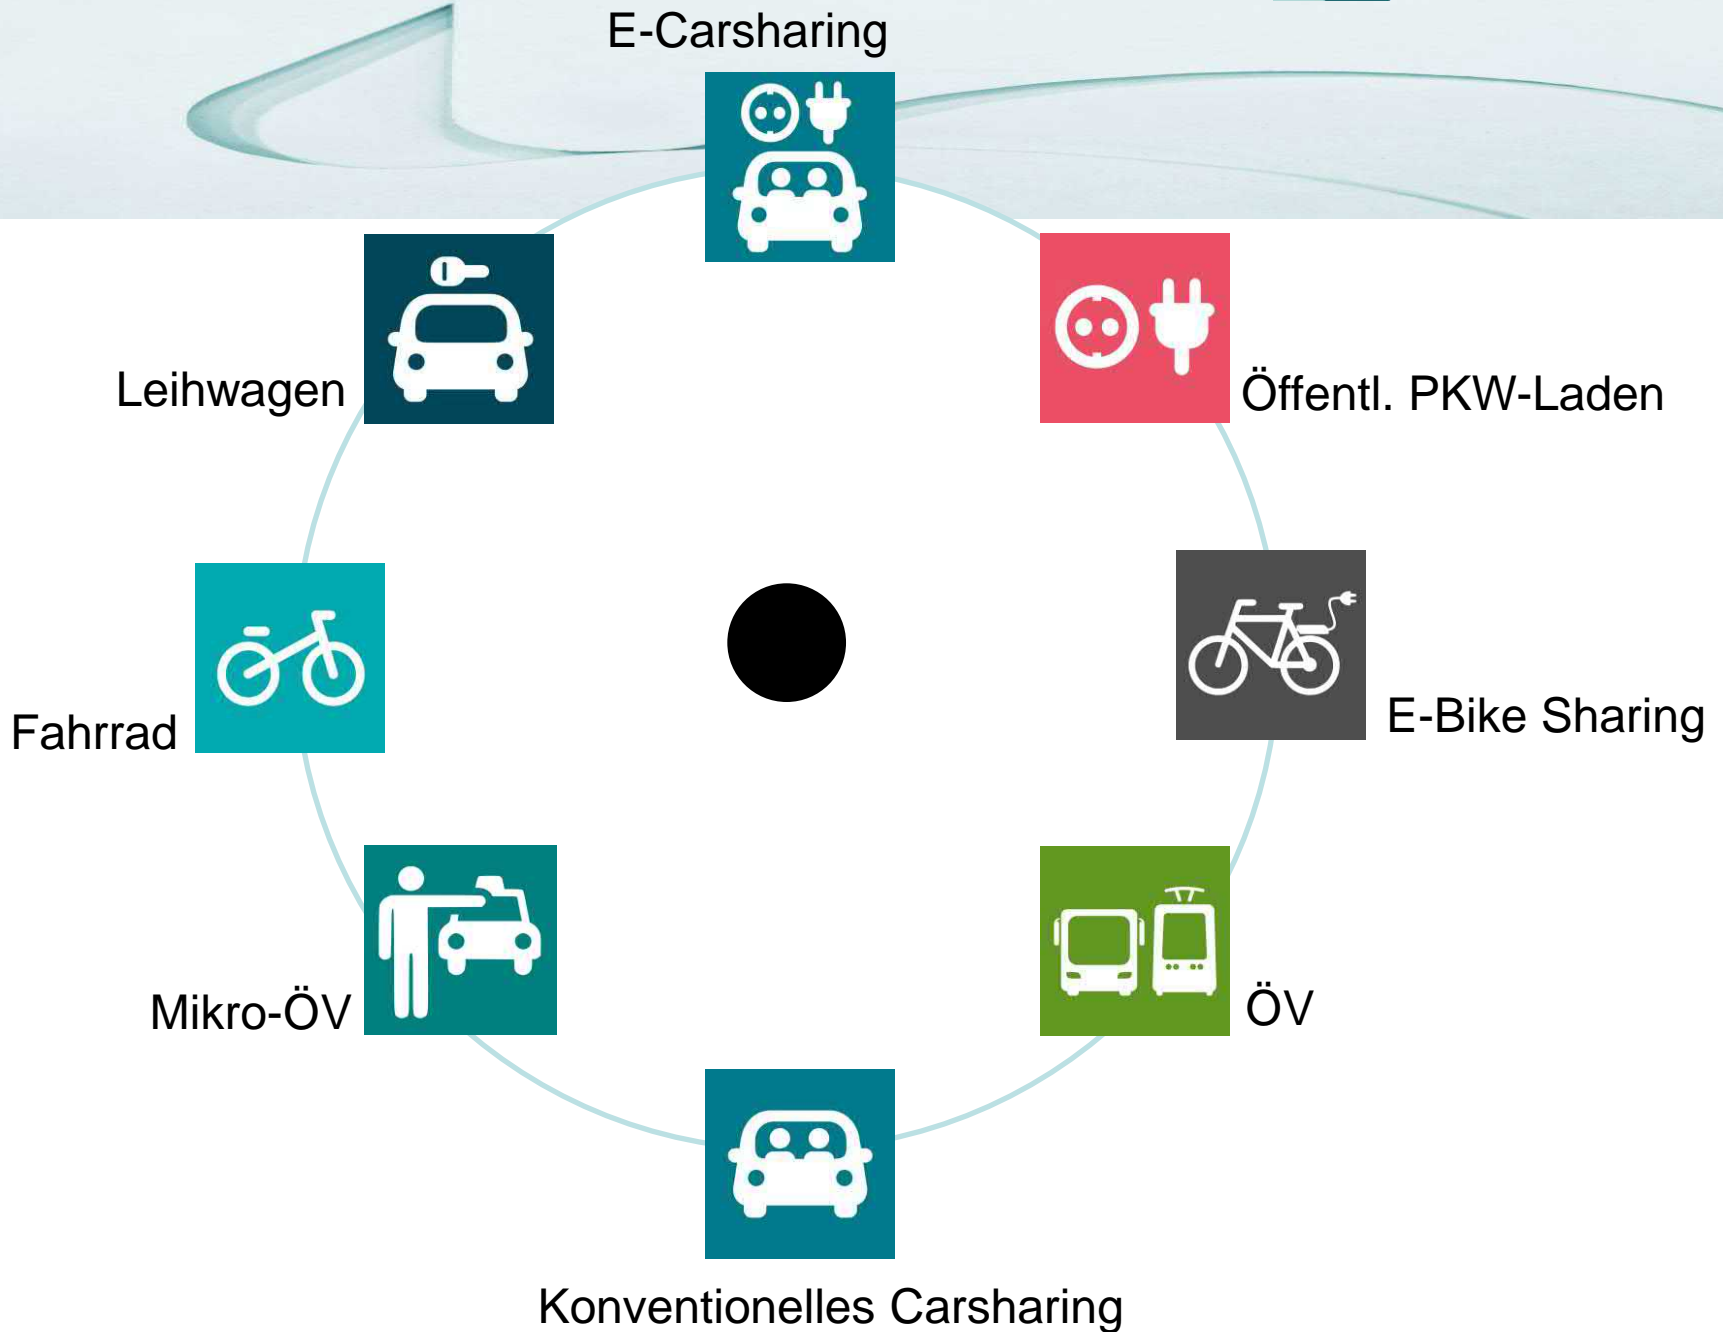 E-Carsharing
Leihwagen
Öffentl. PKW-Laden
Fahrrad
E-Bike Sharing
Mikro-ÖV
ÖV
Konventionelles Carsharing